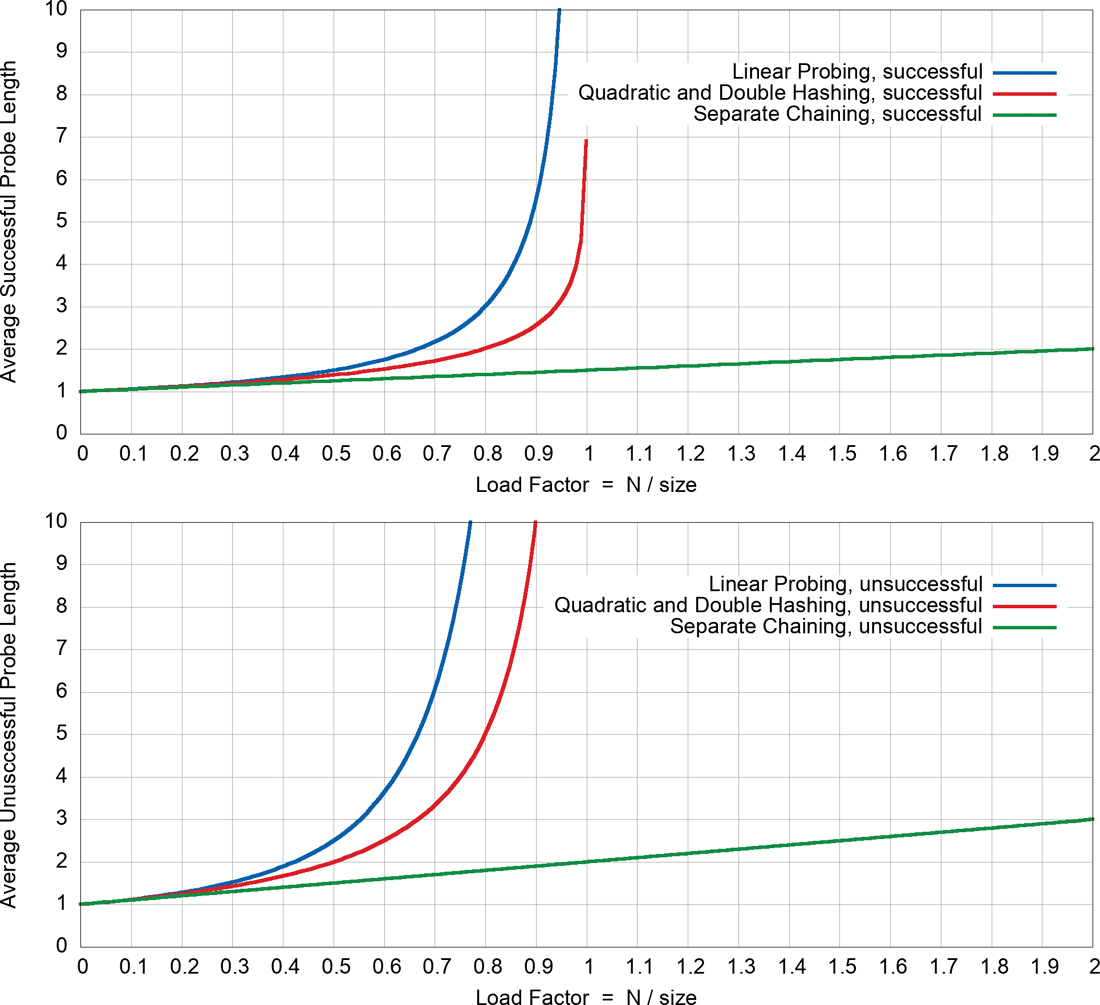 Average Successful Probe Length
10
9
8
7
6
5
4
3
2
1
0
Linear Probing, successful
Quadratic and Double Hashing, successful
Separate Chaining, successful
0 0.1 0.2 0.3 0.4 0.5 0.6 0.7 0.8 0.9 1 1.1 1.2 1.3 1.4 1.5 1.6 1.7 1.8 1.9 2
Load Factor = N / size
Average Unusccessful Probe Length
10
9
8
7
6
5
4
3
2
1
0
Linear Probing, unsuccessful
Quadratic and Double Hashing, unsuccessful
Separate Chaining, unsuccessful
0 0.1 0.2 0.3 0.4 0.5 0.6 0.7 0.8 0.9 1 1.1 1.2 1.3 1.4 1.5 1.6 1.7 1.8 1.9 2
Load Factor = N / size